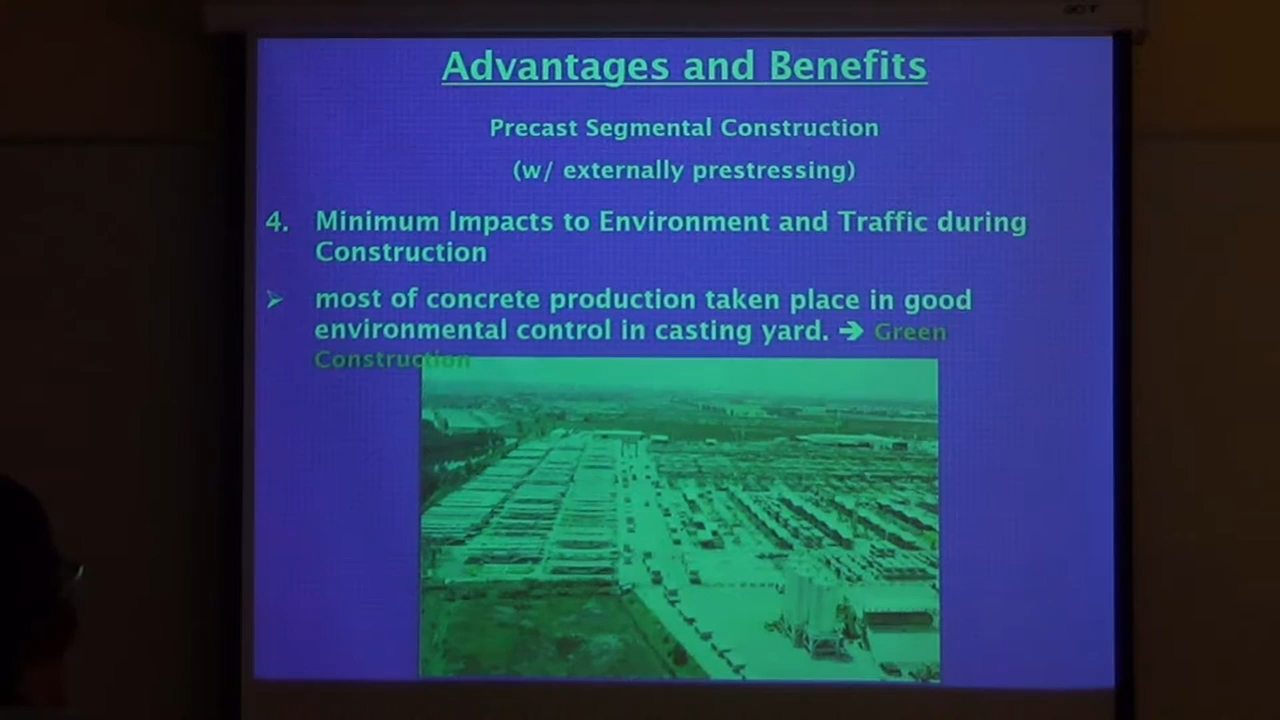 acer
Advantages and Benefits
Precast Segmental Construction
(w/ externally prestressing)
4. Minimum Impacts to Environment and Traffic during
Construction
➢ most of concrete production taken place in good
environmental control in casting yard. ➔ Green
Construction